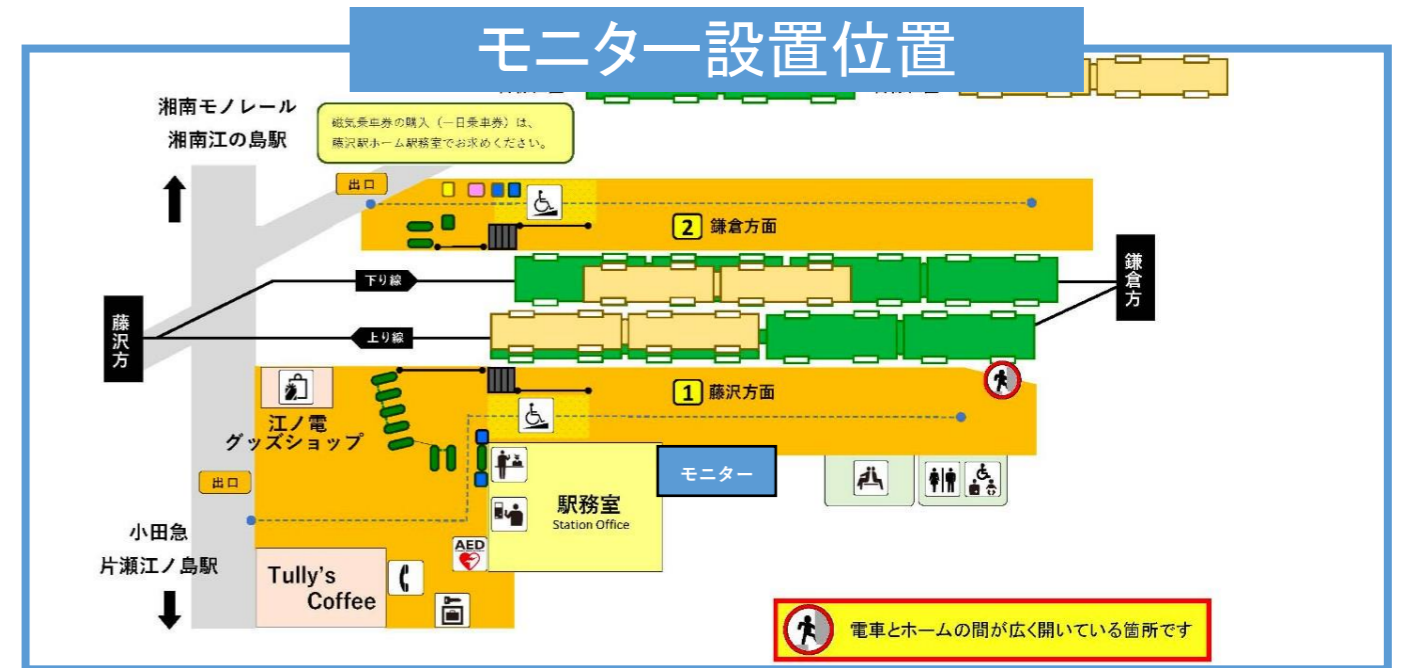 モニター設置位置
湘南モノレール
湘南江の島駅
磁気乗車券の購入（一日乗車券）は、
藤沢駅ホーム駅務室でお求めください。
出口
2 鎌倉方面
下り線
鎌倉方
藤沢方
上り線
1 藤沢方面
江ノ電
グッズショップ
モニター
出口
駅務室
Station Office
小田急
片瀬江ノ島駅
AED
Tully's
Coffee
電車とホームの間が広く開いている箇所です